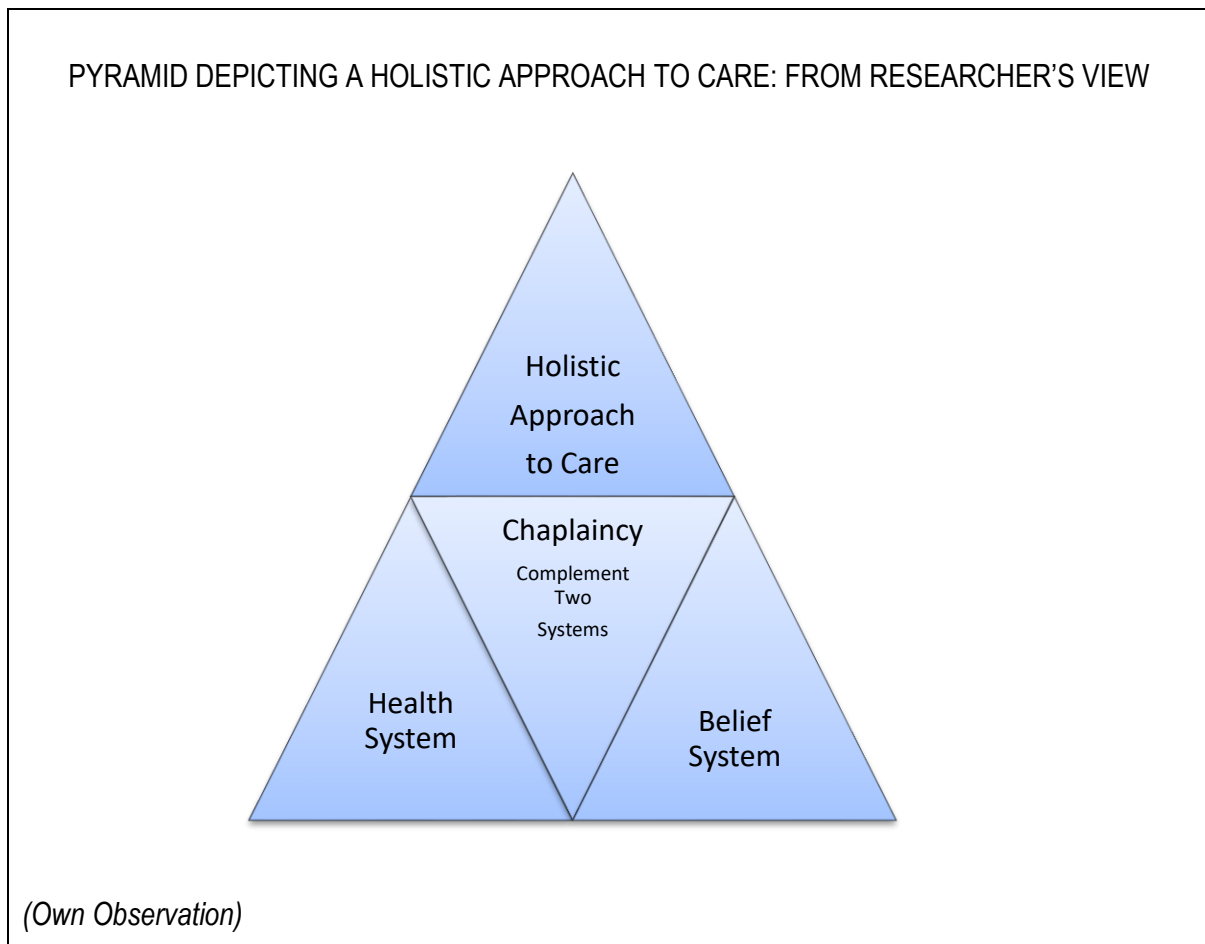 PYRAMID DEPICTING A HOLISTIC APPROACH TO CARE: FROM RESEARCHER’S VIEW
Holistic
Approach
to Care
Chaplaincy
Complement
Two
Systems
Health
System
Belief
System
(Own Observation)